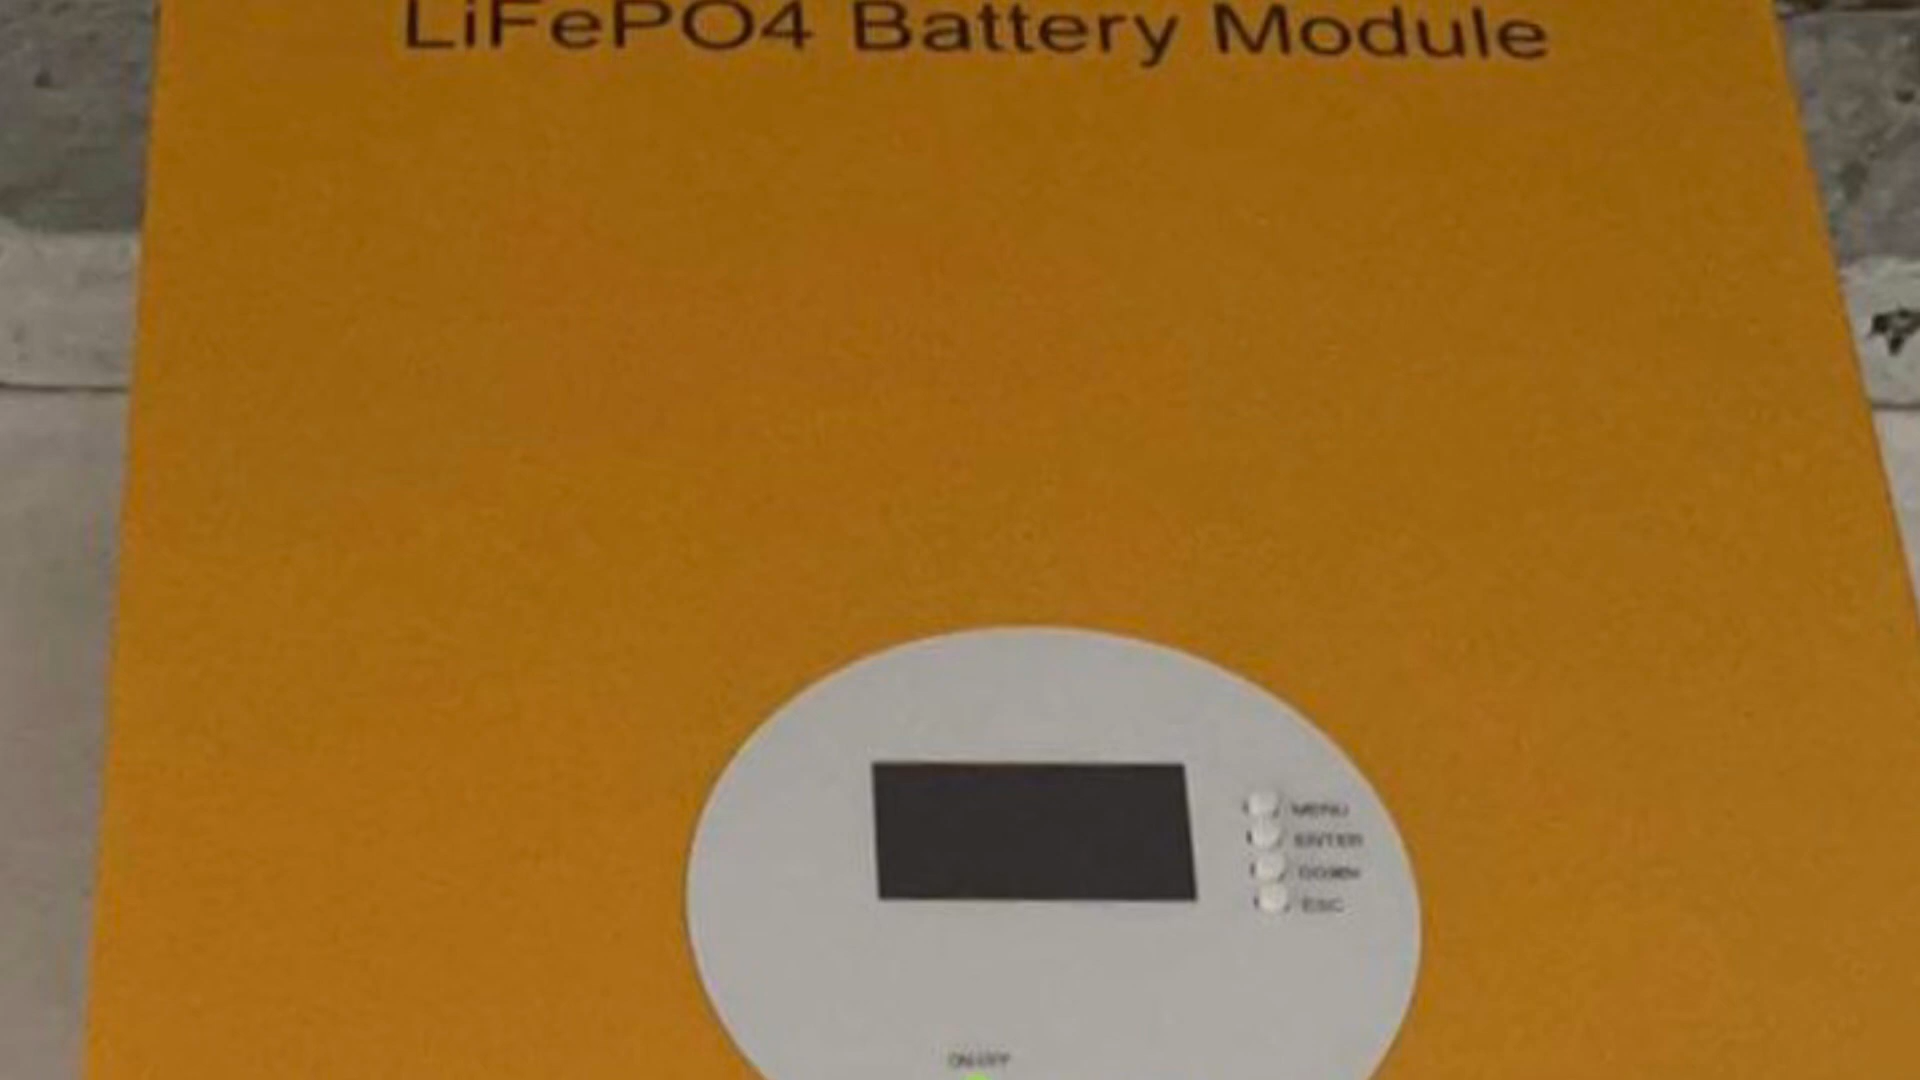 LiFePO4 Battery Module
MENU
ENTER
DOWN
ESC
ON/OFF